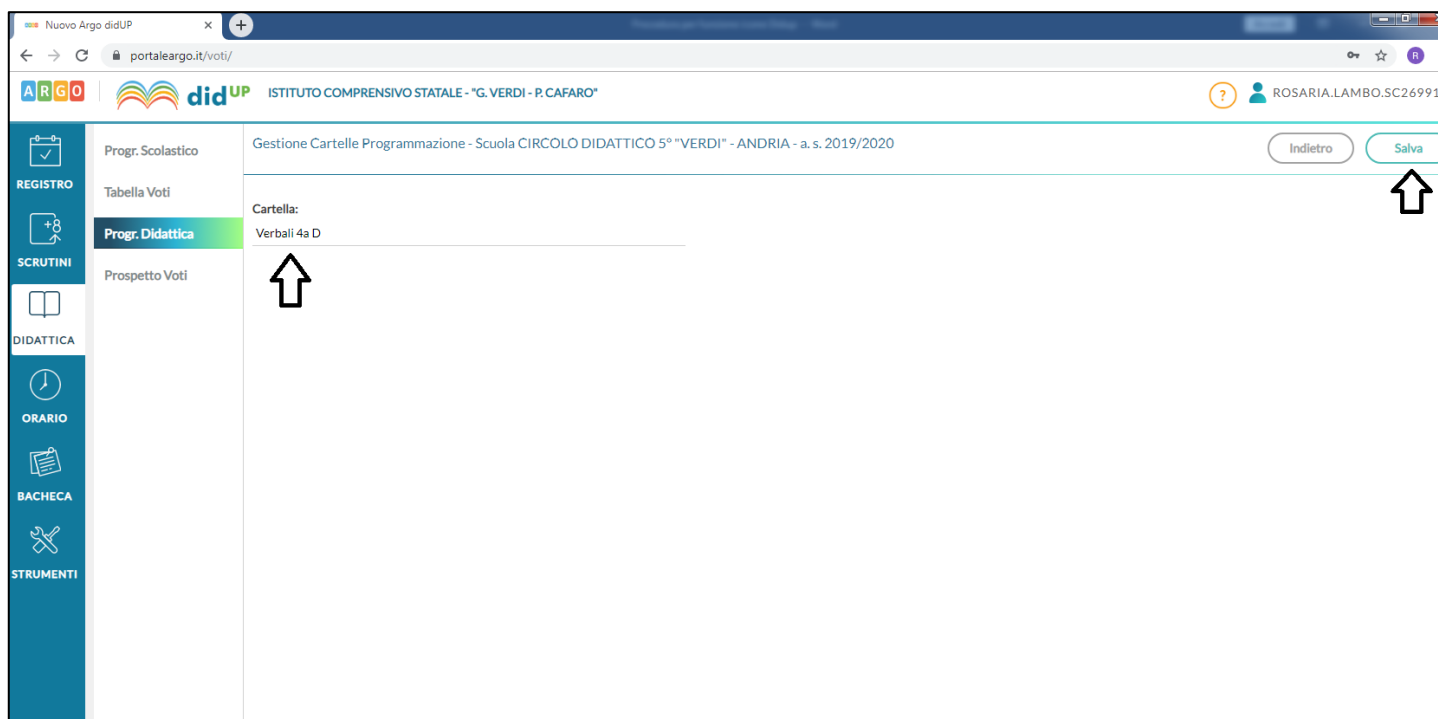 Nuovo Argo didUP
portaleargo.it/voti/
R
ARGO
didUP
ISTITUTO COMPRENSIVO STATALE - "G. VERDI - P. CAFARO"
?
ROSARIA.LAMBO.SC26991
REGISTRO
+8
SCRUTINI
DIDATTICA
ORARIO
BACHECA
STRUMENTI
Progr. Scolastico
Tabella Voti
Progr. Didattica
Prospetto Voti
Gestione Cartelle Programmazione - Scuola CIRCOLO DIDATTICO 5° "VERDI" - ANDRIA - a. s. 2019/2020
Indietro
Salva
Cartella:
Verbali 4a D